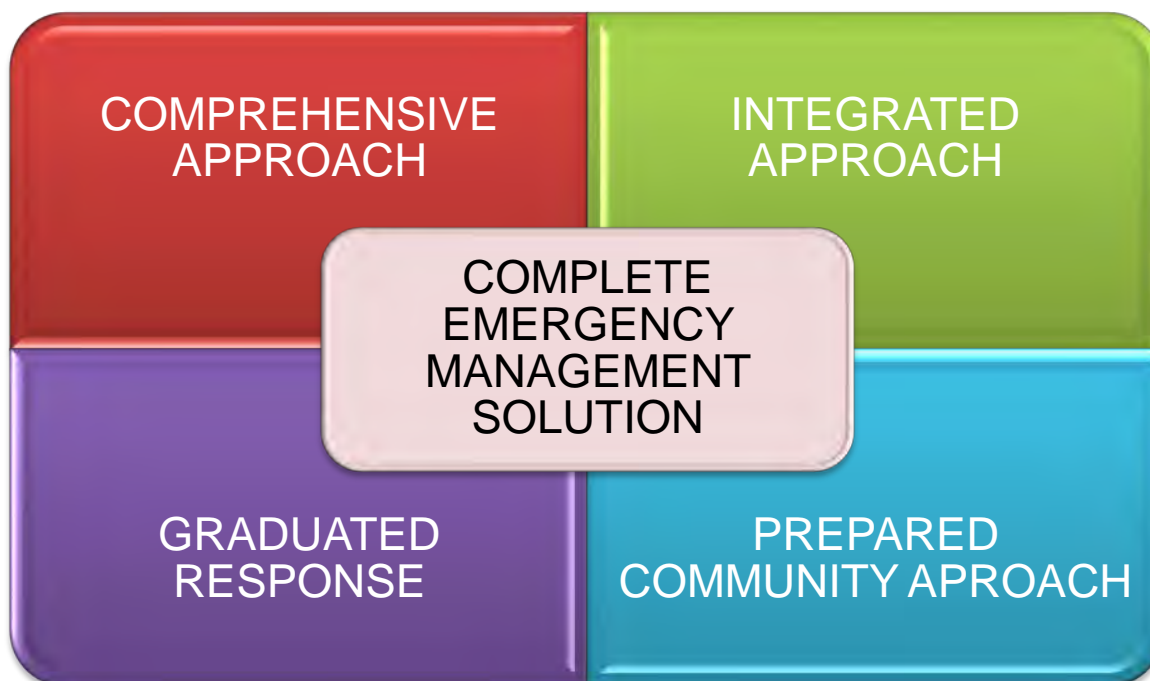 COMPREHENSIVE
APPROACH
INTEGRATED
APPROACH
COMPLETE
EMERGENCY
MANAGEMENT
SOLUTION
GRADUATED
RESPONSE
PREPARED
COMMUNITY APROACH